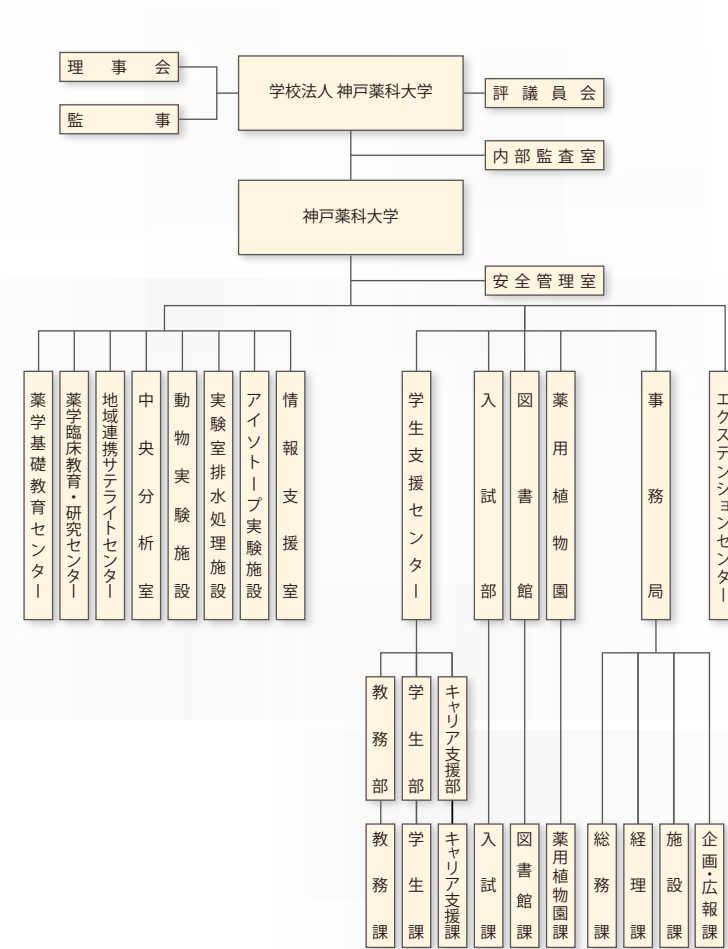 理事会
学校法人 神戸薬科大学
評議員会
監事
内部監査室
神戸薬科大学
安全管理室
薬学基礎教育センター
薬学臨床教育・研究センター
地域連携サテライトセンター
中央分析室
動物実験施設
実験室排水処理施設
アイソトープ実験施設
情報支援室
学生支援センター
入試部
図書館
薬用植物園
事務局
エクステンションセンター
教務部
学生部
キャリア支援部
教務課
学生課
キャリア支援課
入試課
図書館課
薬用植物園課
総務課
経理課
施設課
企画・広報課